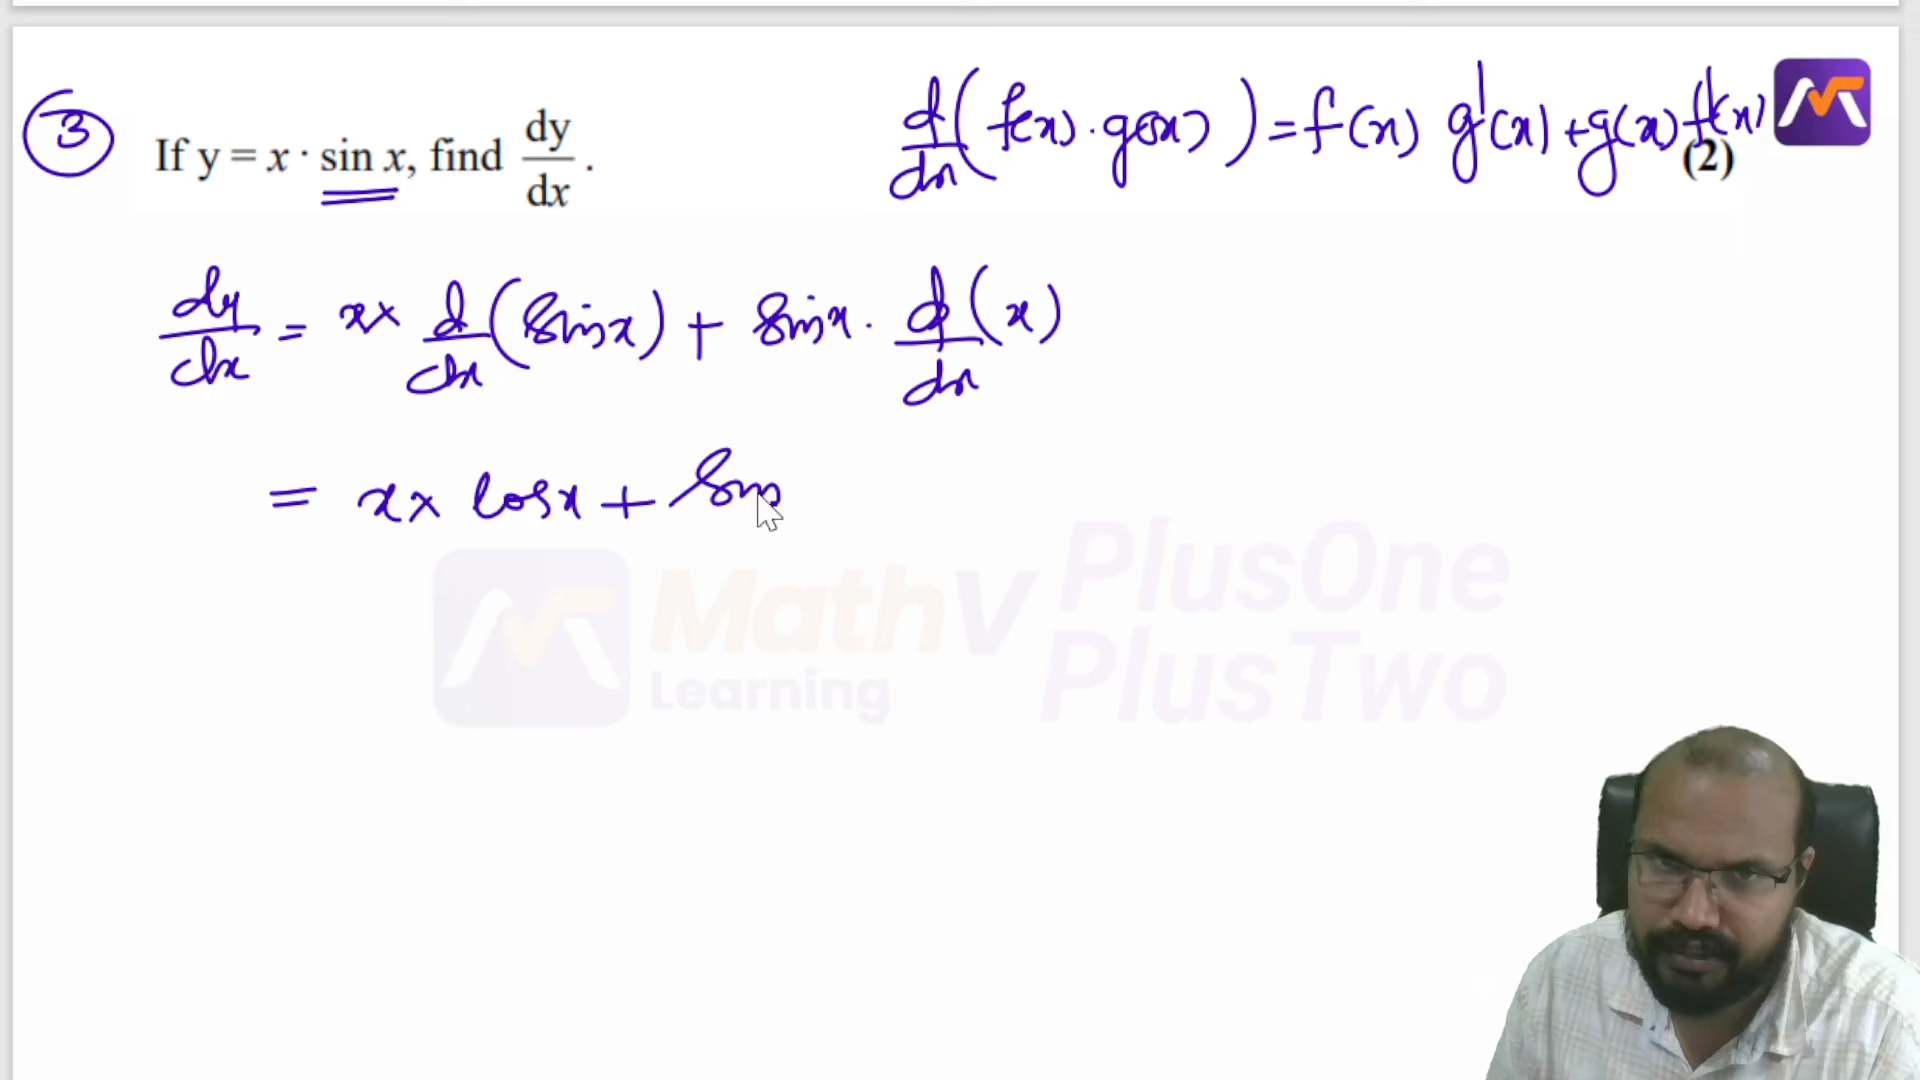 ③ If y = x · sin x, find dy/dx .
d/dx (f(x) · g(x)) = f(x) g'(x) + g(x) f'(x)
(2)
dy/dx = x × d/dx (sin x) + sin x · d/dx (x)
= x × cos x + sin
MathV
Learning
PlusOne
PlusTwo